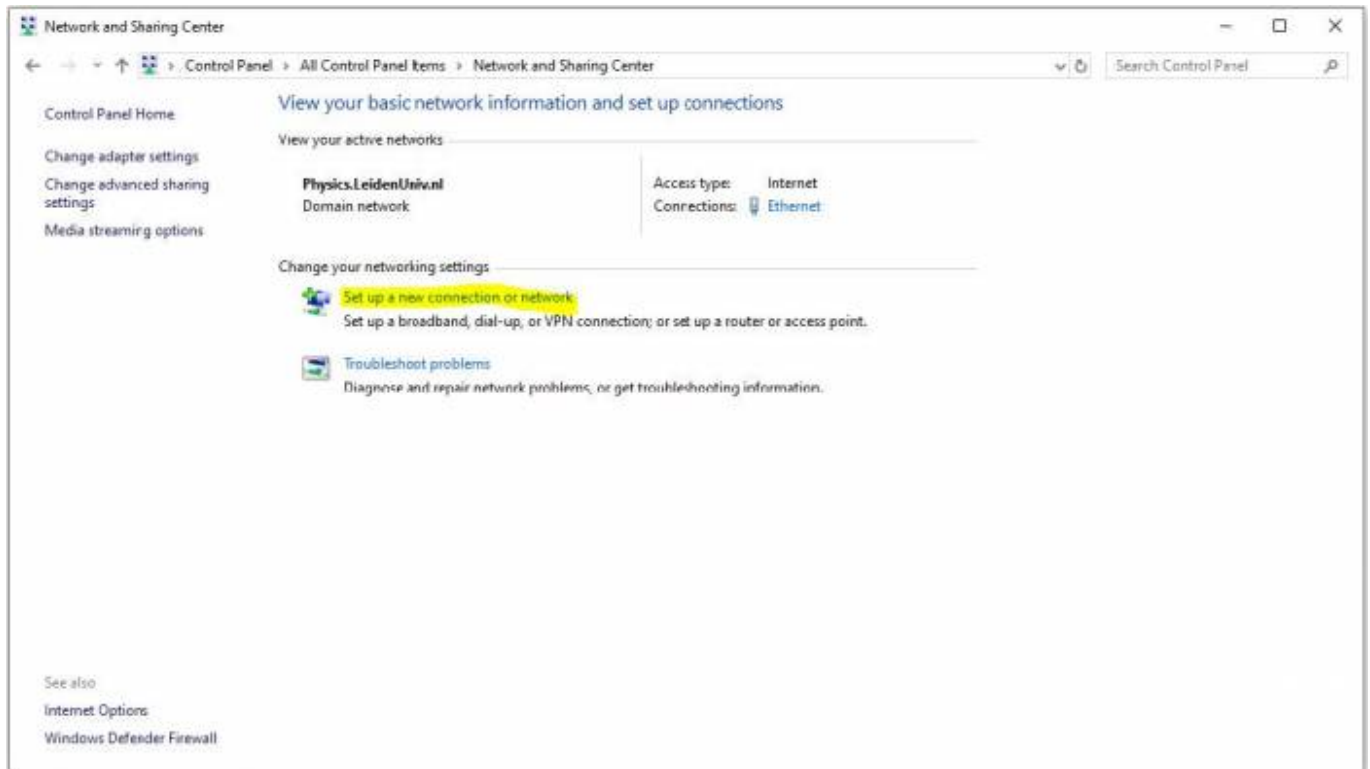 Network and Sharing Center
Control Panel > All Control Panel Items > Network and Sharing Center
Search Control Panel
Control Panel Home
Change adapter settings
Change advanced sharing
settings
Media streaming options
View your basic network information and set up connections
View your active networks
Physics.LeidenUniv.nl
Domain network
Access type: Internet
Connections: Ethernet
Change your networking settings
Set up a new connection or network
Set up a broadband, dial-up, or VPN connection; or set up a router or access point.
Troubleshoot problems
Diagnose and repair network problems, or get troubleshooting information.
See also
Internet Options
Windows Defender Firewall